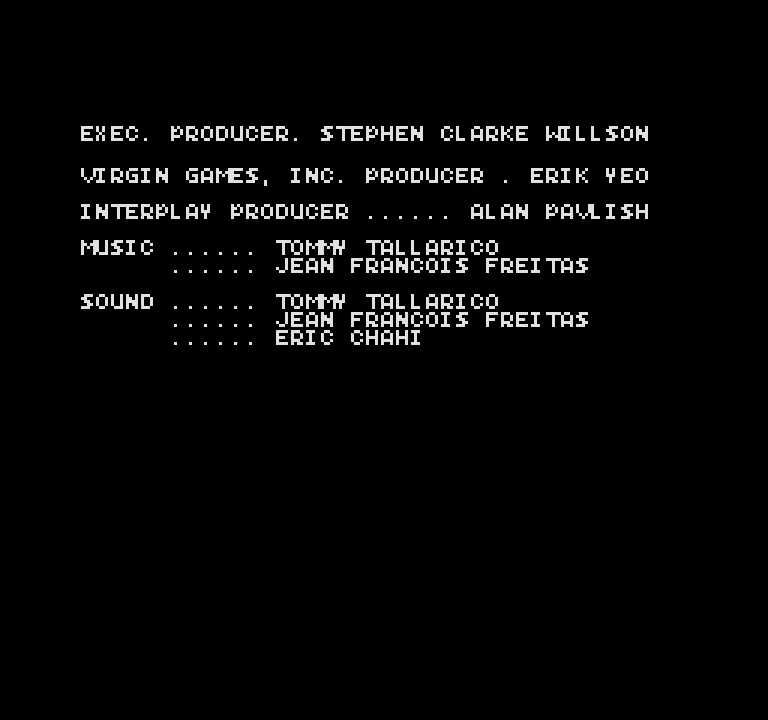 EXEC. PRODUCER. STEPHEN CLARKE WILLSON
VIRGIN GAMES, INC. PRODUCER . ERIK YEO
INTERPLAY PRODUCER ...... ALAN PAVLISH
MUSIC ...... TOMMY TALLARICO
...... JEAN FRANCOIS FREITAS
SOUND ...... TOMMY TALLARICO
...... JEAN FRANCOIS FREITAS
...... ERIC CHAHI